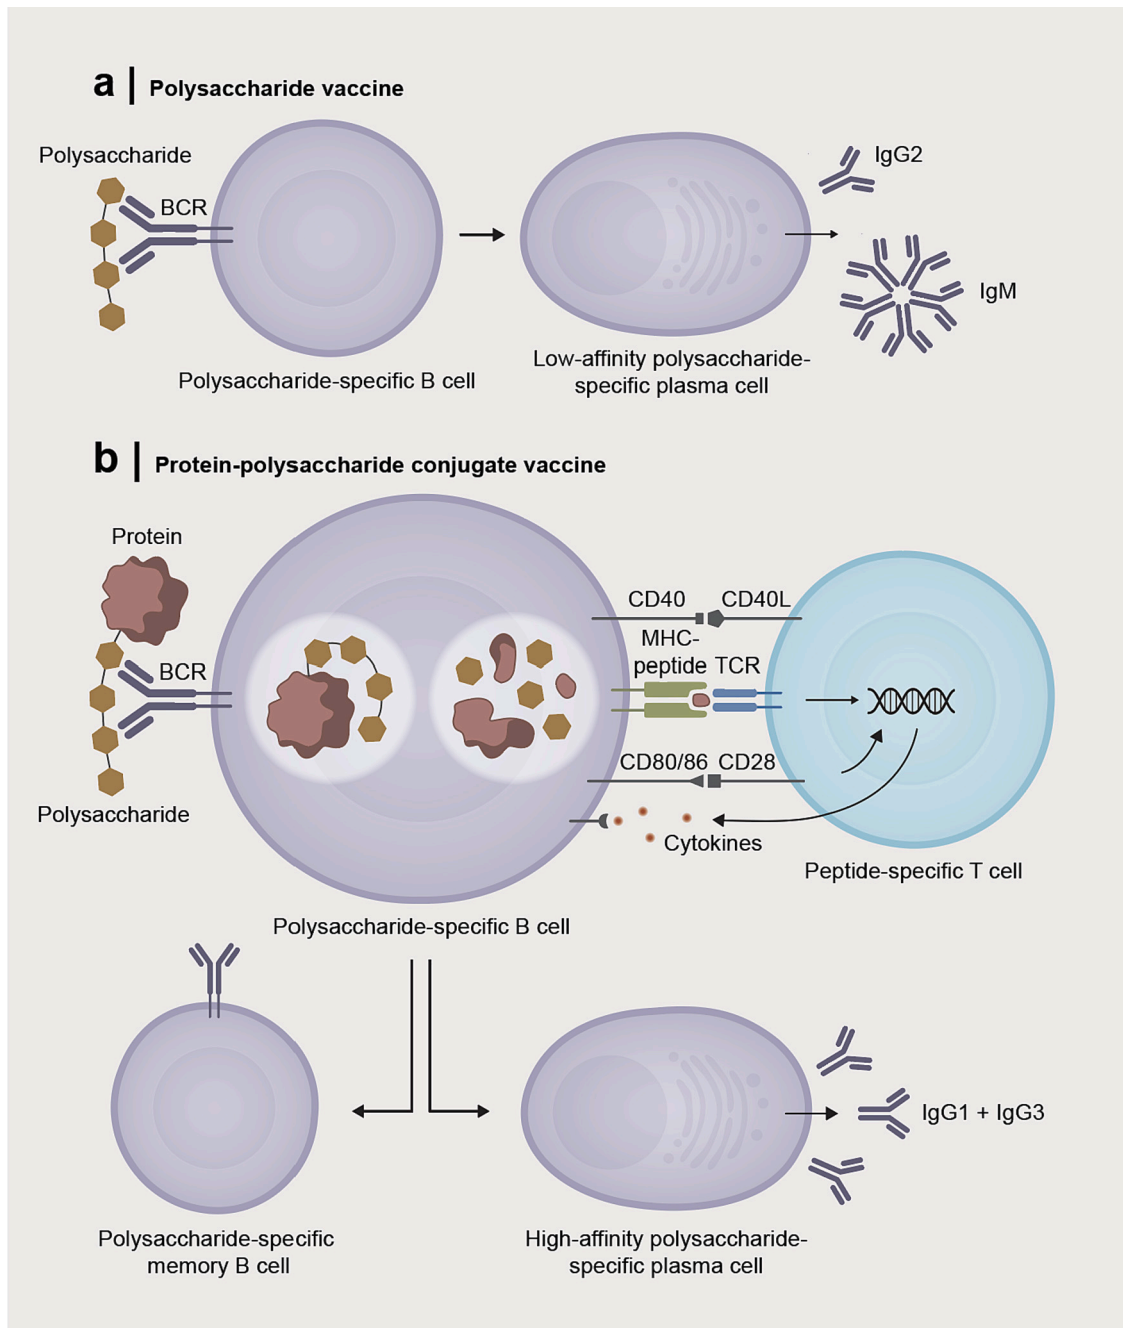 a | Polysaccharide vaccine
Polysaccharide
BCR
IgG2
IgM
Polysaccharide-specific B cell
Low-affinity polysaccharide-
specific plasma cell
b | Protein-polysaccharide conjugate vaccine
Protein
BCR
Polysaccharide
CD40
CD40L
MHC-
peptide
TCR
CD80/86
CD28
Cytokines
Peptide-specific T cell
Polysaccharide-specific B cell
Polysaccharide-specific
memory B cell
High-affinity polysaccharide-
specific plasma cell
IgG1 + IgG3